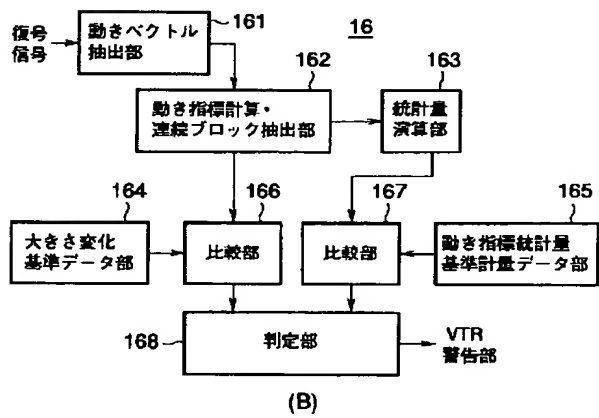 復号
信号
動きベクトル
抽出部
161
16
162
動き指標計算・
連続ブロック抽出部
163
統計量
演算部
164
大きさ変化
基準データ部
166
比較部
167
比較部
165
動き指標統計量
基準計量データ部
168
判定部
VTR
警告部
(B)